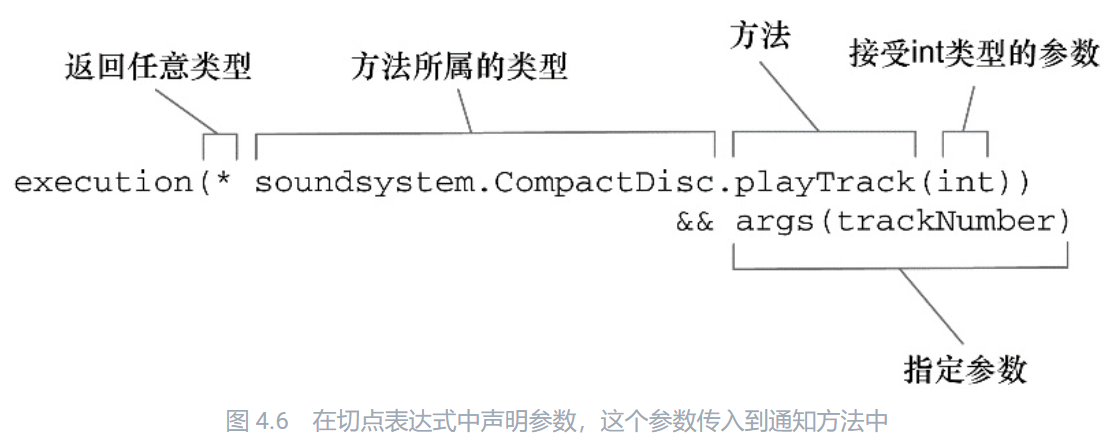 返回任意类型
方法所属的类型
方法
接受int类型的参数
execution(* soundsystem.CompactDisc.playTrack(int))
&& args(trackNumber)
指定参数
图 4.6 在切点表达式中声明参数，这个参数传入到通知方法中